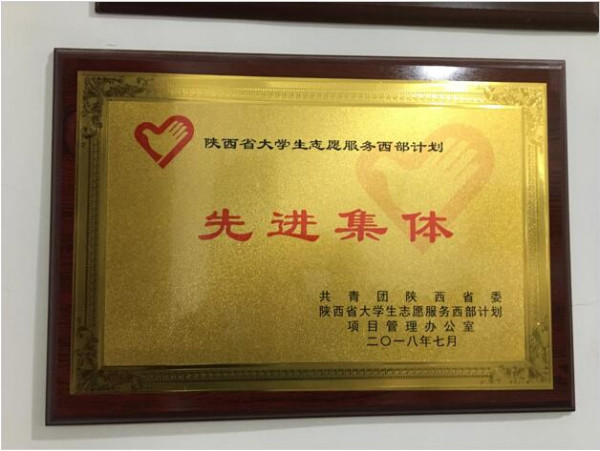 陕西省大学生志愿服务西部计划
先进集体
共青团陕西省委
陕西省大学生志愿服务西部计划
项目管理办公室
二〇一八年七月